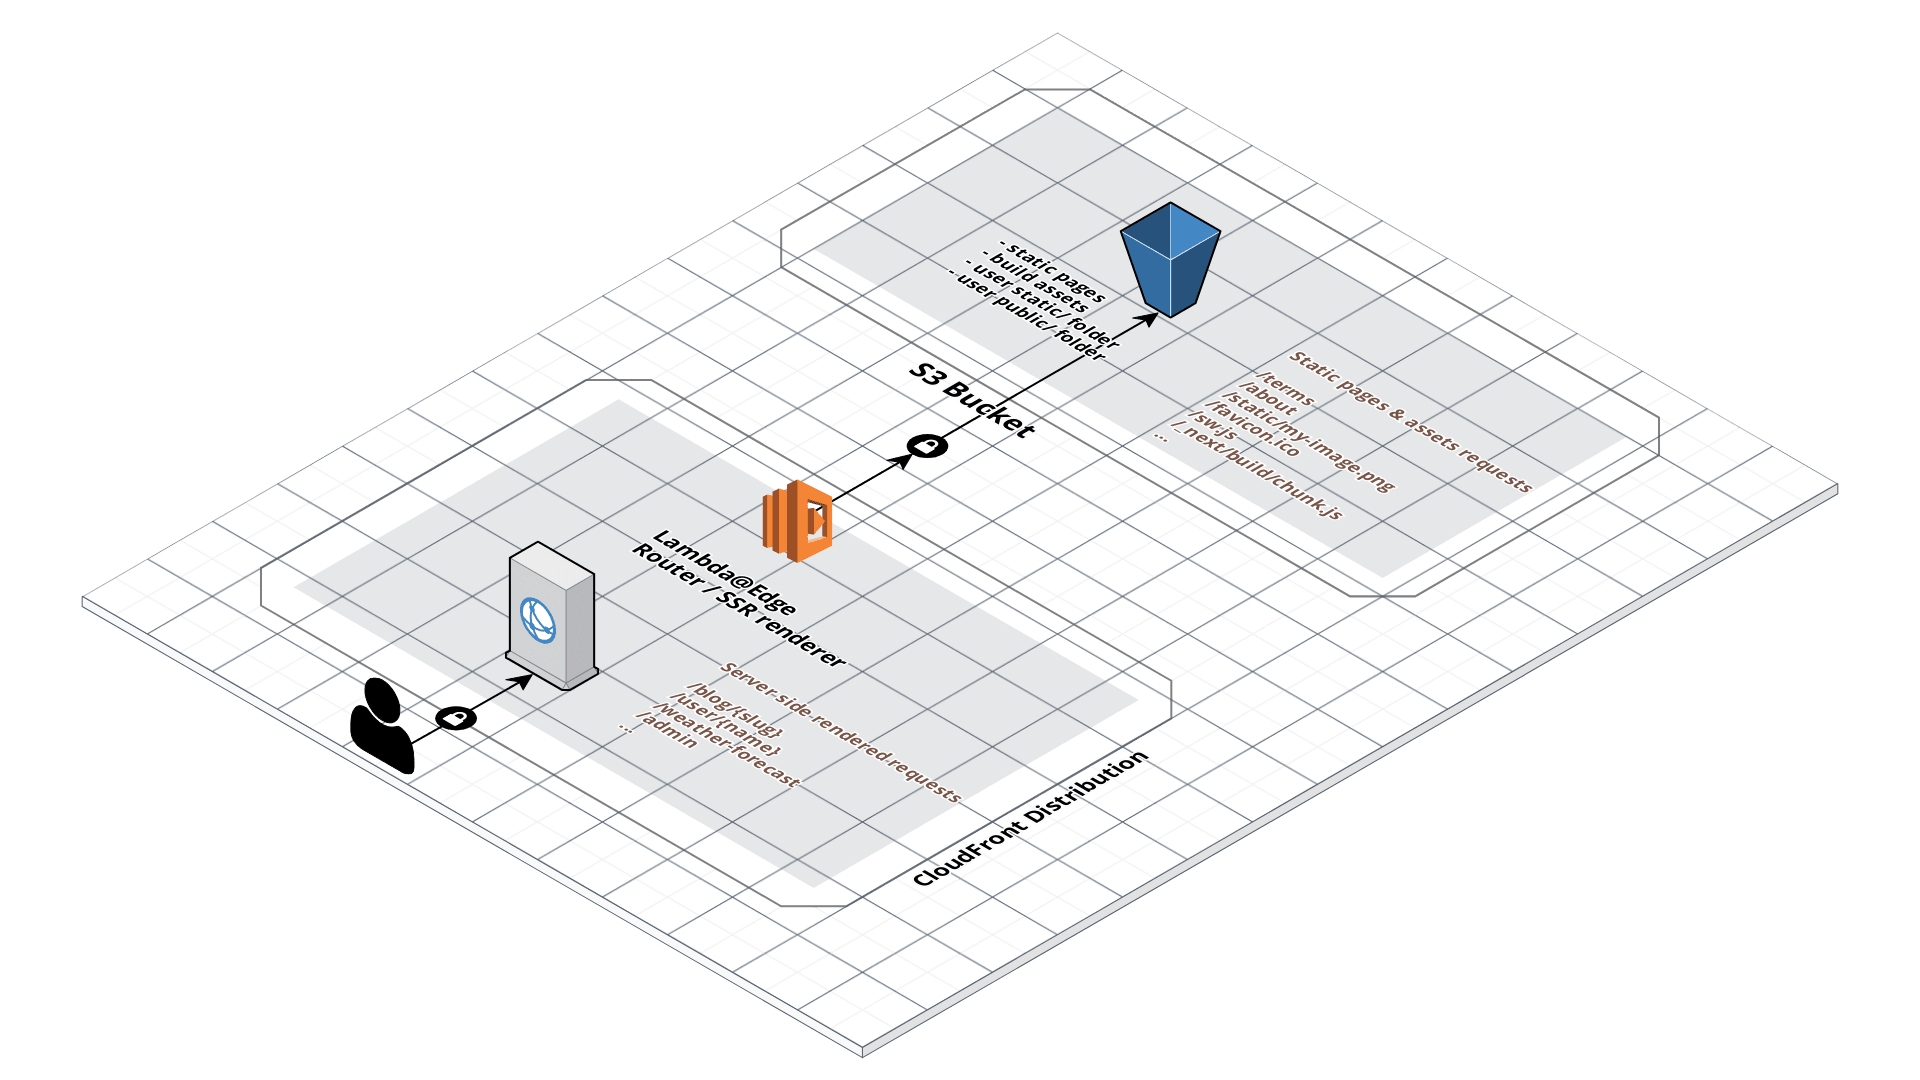 - static pages
- build assets
- user static/ folder
- user public/ folder
S3 Bucket
Static pages & assets requests
/terms
/about
/static/my-image.png
/favicon.ico
/sw.js
/_next/build/chunk.js
...
Lambda@Edge
Router / SSR renderer
Server-side rendered requests
/blog/{slug}
/user/{name}
/weather-forecast
/admin
...
CloudFront Distribution